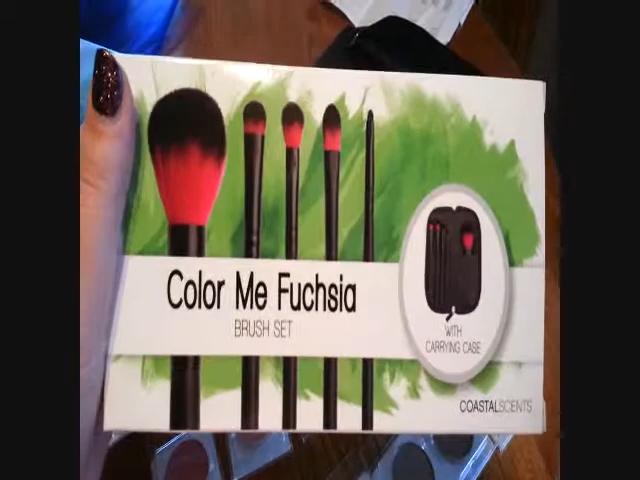 Color Me Fuchsia
BRUSH SET
WITH
CARRYING CASE
COASTALSCENTS